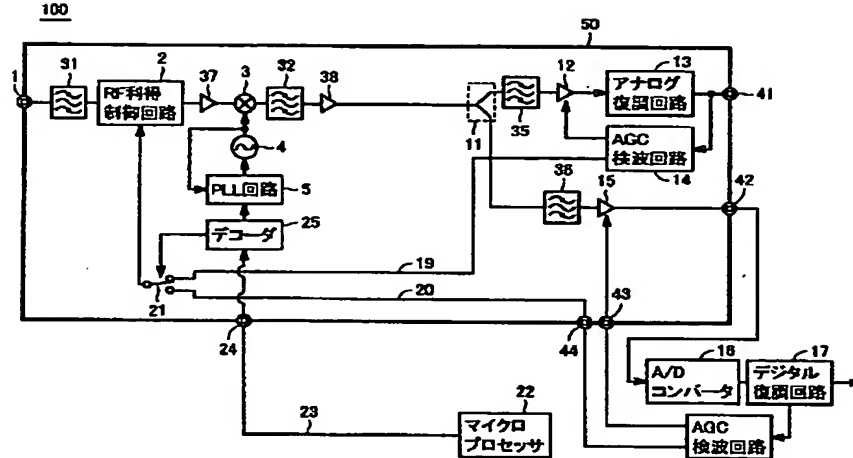 100
50
1
31
2
RF利得
制御回路
37
3
32
38
11
35
12
13
アナログ
復調回路
41
AGC
検波回路
14
4
PLL回路
5
36
15
42
デコーダ
25
19
20
21
24
44
43
16
A/D
コンバータ
17
デジタル
復調回路
AGC
検波回路
22
マイクロ
プロセッサ
23